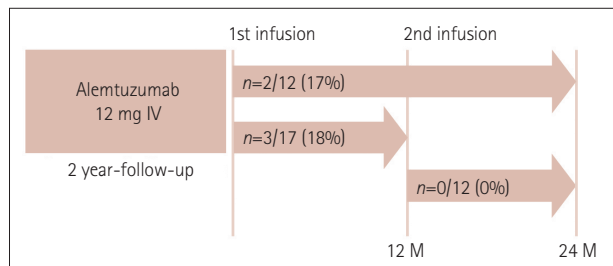 1st infusion
2nd infusion
Alemtuzumab
12 mg IV
n=2/12 (17%)
n=3/17 (18%)
2 year-follow-up
n=0/12 (0%)
12 M
24 M